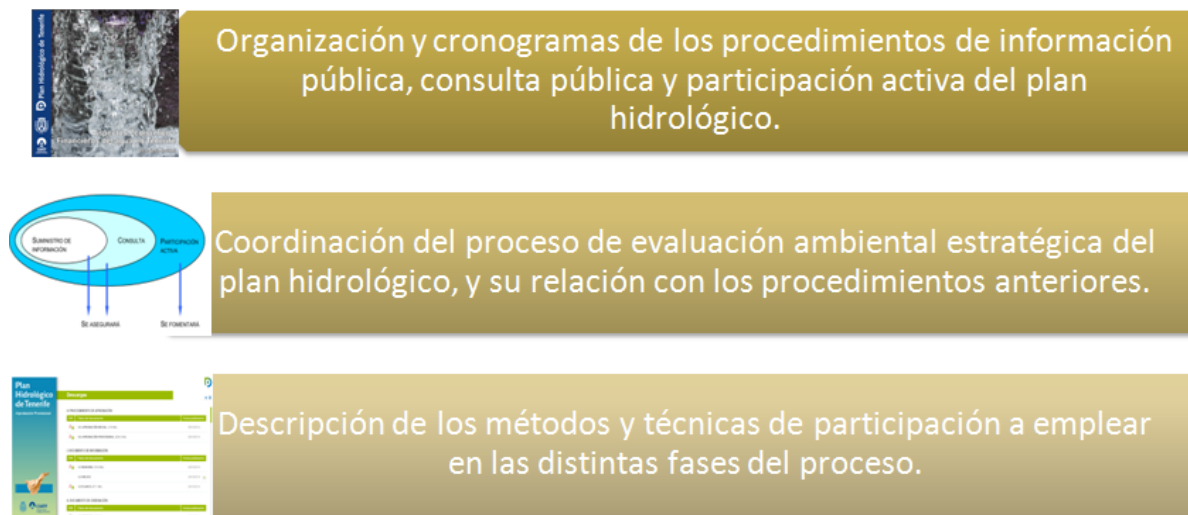 Plan Hidrológico de Tenerife
Organización y cronogramas de los procedimientos de información
pública, consulta pública y participación activa del plan
hidrológico.
SUMINISTRO DE
INFORMACIÓN
CONSULTA
PARTICIPACIÓN
ACTIVA
SE ASEGURARÁ
SE FOMENTARÁ
Coordinación del proceso de evaluación ambiental estratégica del
plan hidrológico, y su relación con los procedimientos anteriores.
Plan
Hidrológico
de Tenerife
Descargas
Descripción de los métodos y técnicas de participación a emplear
en las distintas fases del proceso.